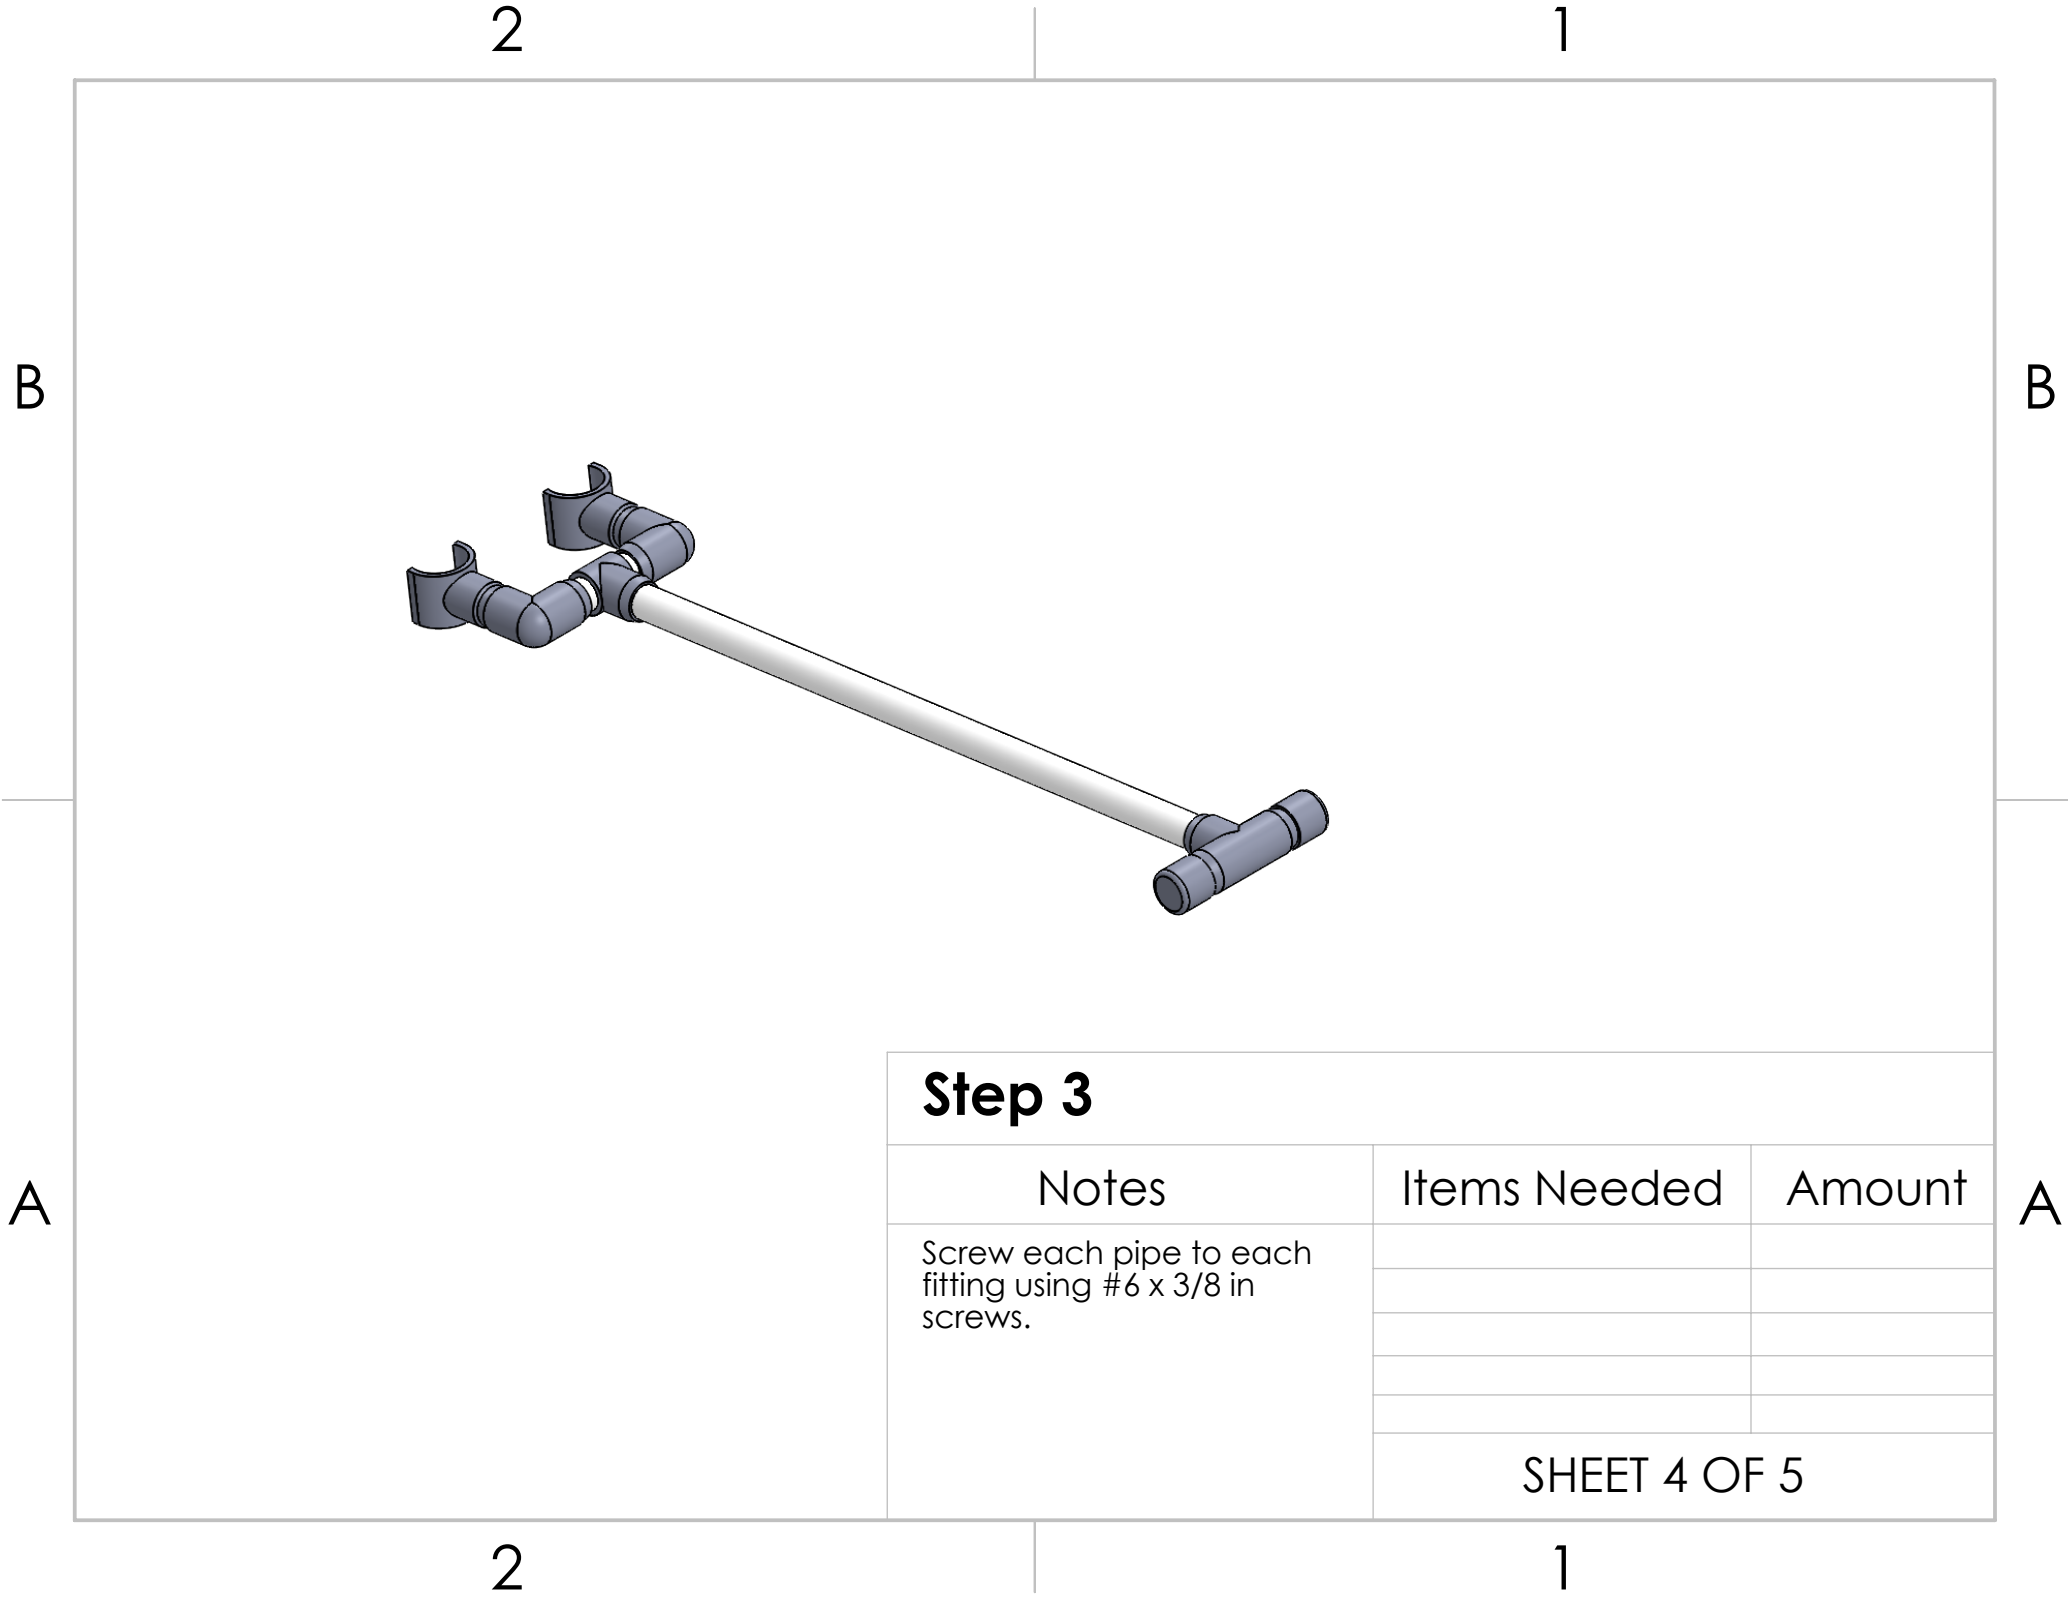 2 1
B B
A A
Step 3
Notes Items Needed Amount
Screw each pipe to each
fitting using #6 x 3/8 in
screws.
SHEET 4 OF 5
2 1